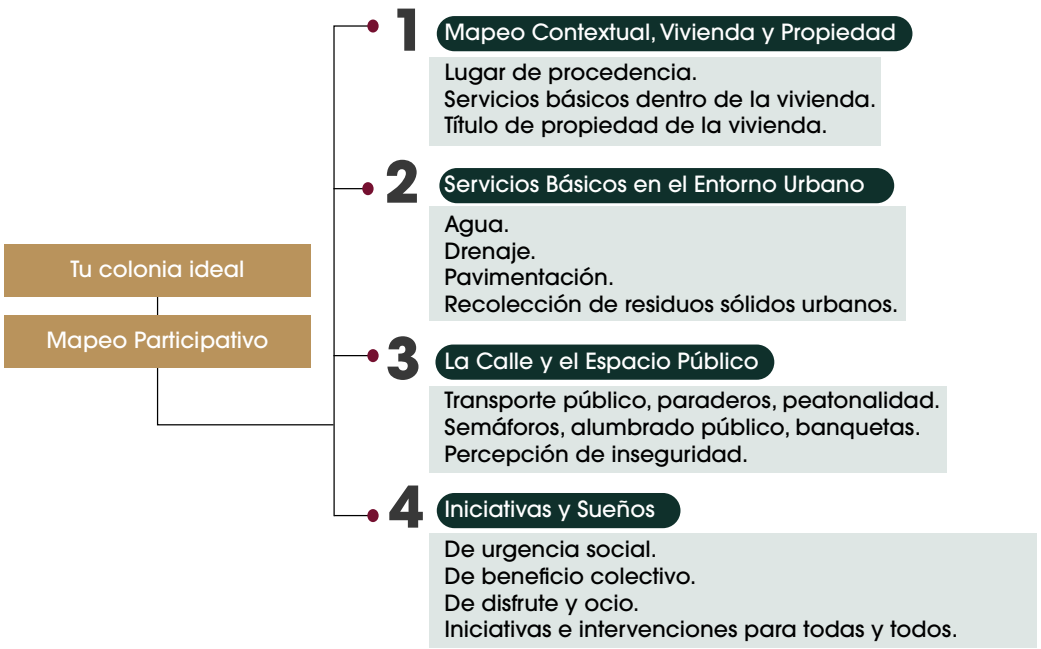 Tu colonia ideal
Mapeo Participativo
1
Mapeo Contextual, Vivienda y Propiedad
Lugar de procedencia.
Servicios básicos dentro de la vivienda.
Título de propiedad de la vivienda.
2
Servicios Básicos en el Entorno Urbano
Agua.
Drenaje.
Pavimentación.
Recolección de residuos sólidos urbanos.
3
La Calle y el Espacio Público
Transporte público, paraderos, peatonalidad.
Semáforos, alumbrado público, banquetas.
Percepción de inseguridad.
4
Iniciativas y Sueños
De urgencia social.
De beneficio colectivo.
De disfrute y ocio.
Iniciativas e intervenciones para todas y todos.